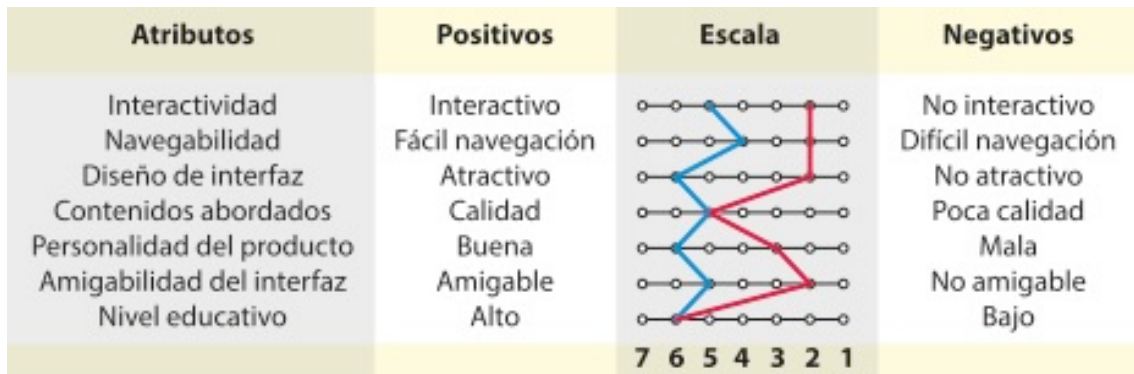 Atributos Positivos Escala Negativos
Interactividad Interactivo No interactivo
Navegabilidad Fácil navegación Difícil navegación
Diseño de interfaz Atractivo No atractivo
Contenidos abordados Calidad Poca calidad
Personalidad del producto Buena Mala
Amigabilidad del interfaz Amigable No amigable
Nivel educativo Alto Bajo
7 6 5 4 3 2 1